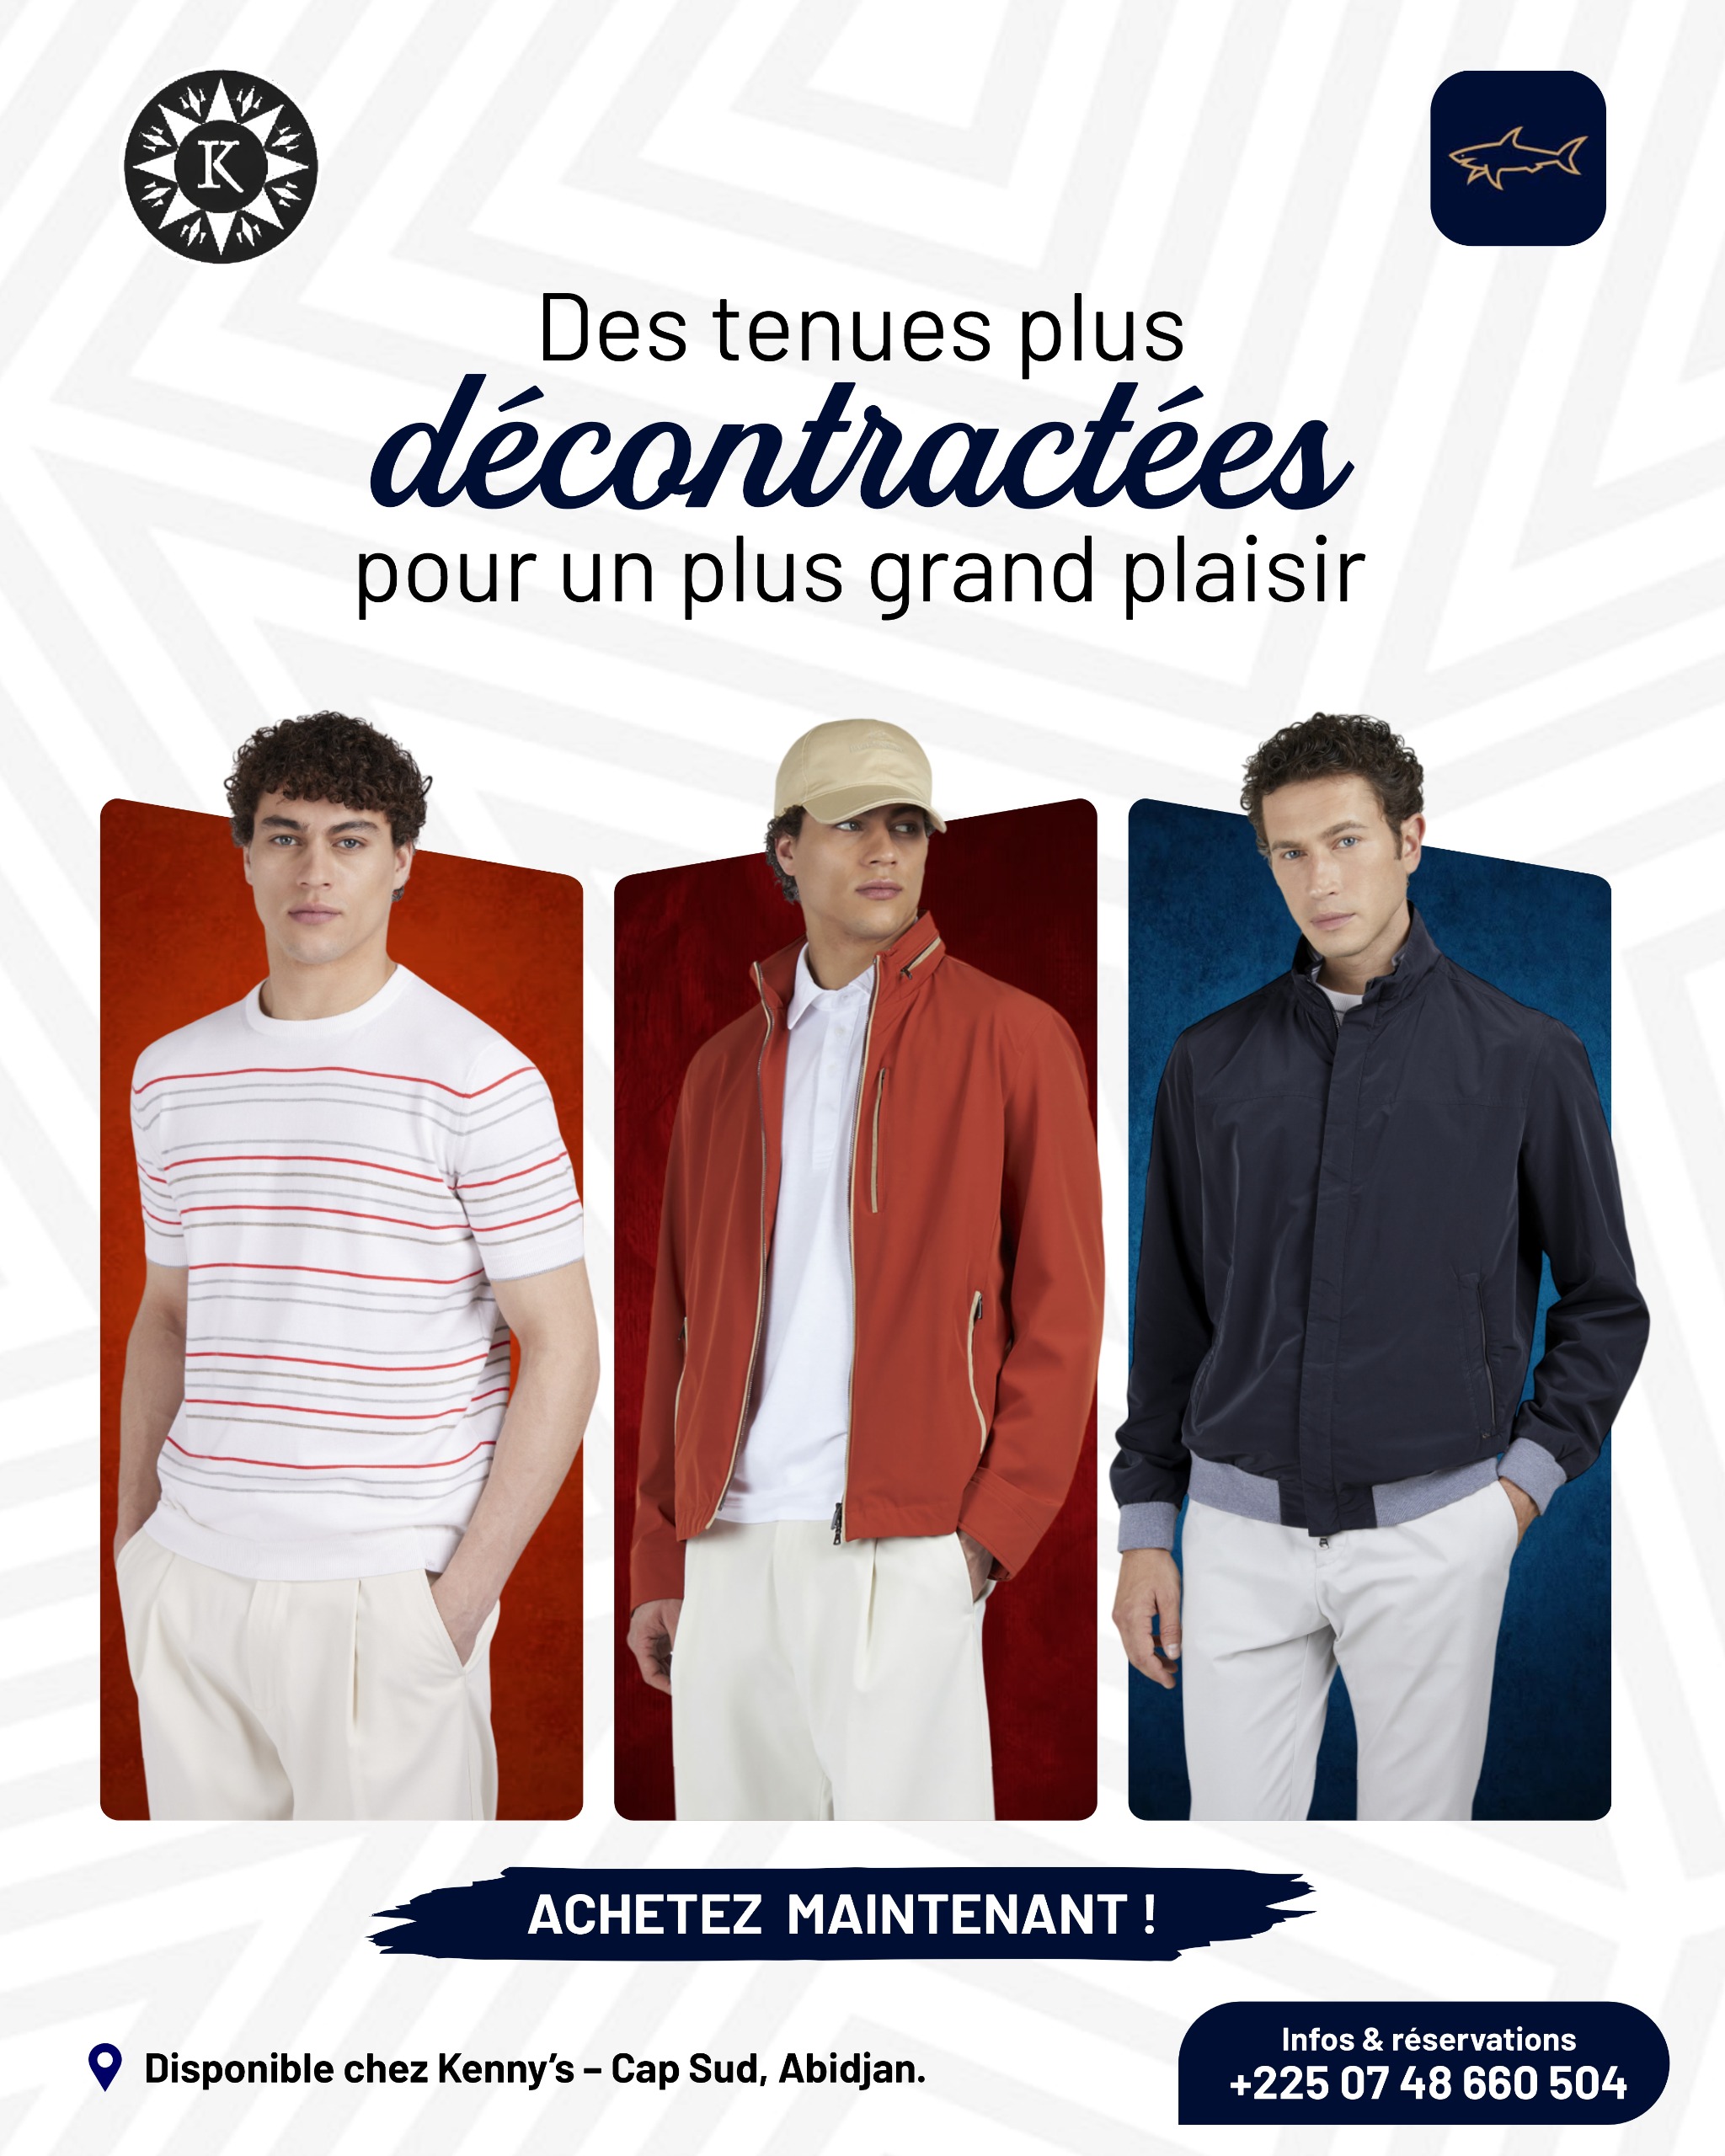 K
Des tenues plus
décontractées
pour un plus grand plaisir
ACHETEZ MAINTENANT !
Disponible chez Kenny’s – Cap Sud, Abidjan.
Infos & réservations
+225 07 48 660 504